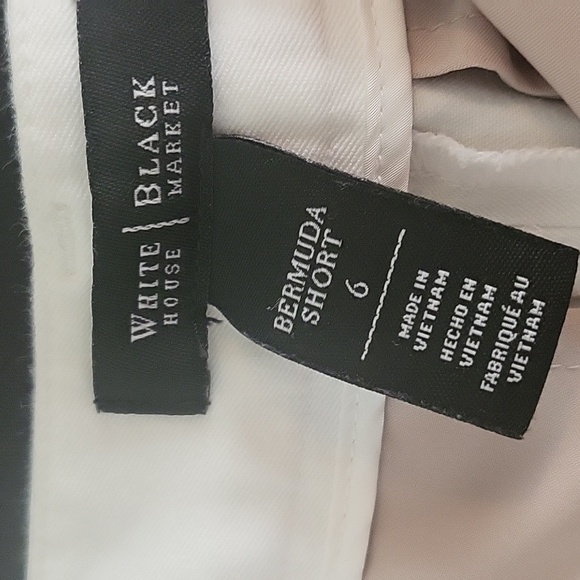 WHITE BLACK
HOUSE MARKET
BERMUDA
SHORT
6
MADE IN
VIETNAM
HECHO EN
VIETNAM
FABRIQUÉ AU
VIETNAM